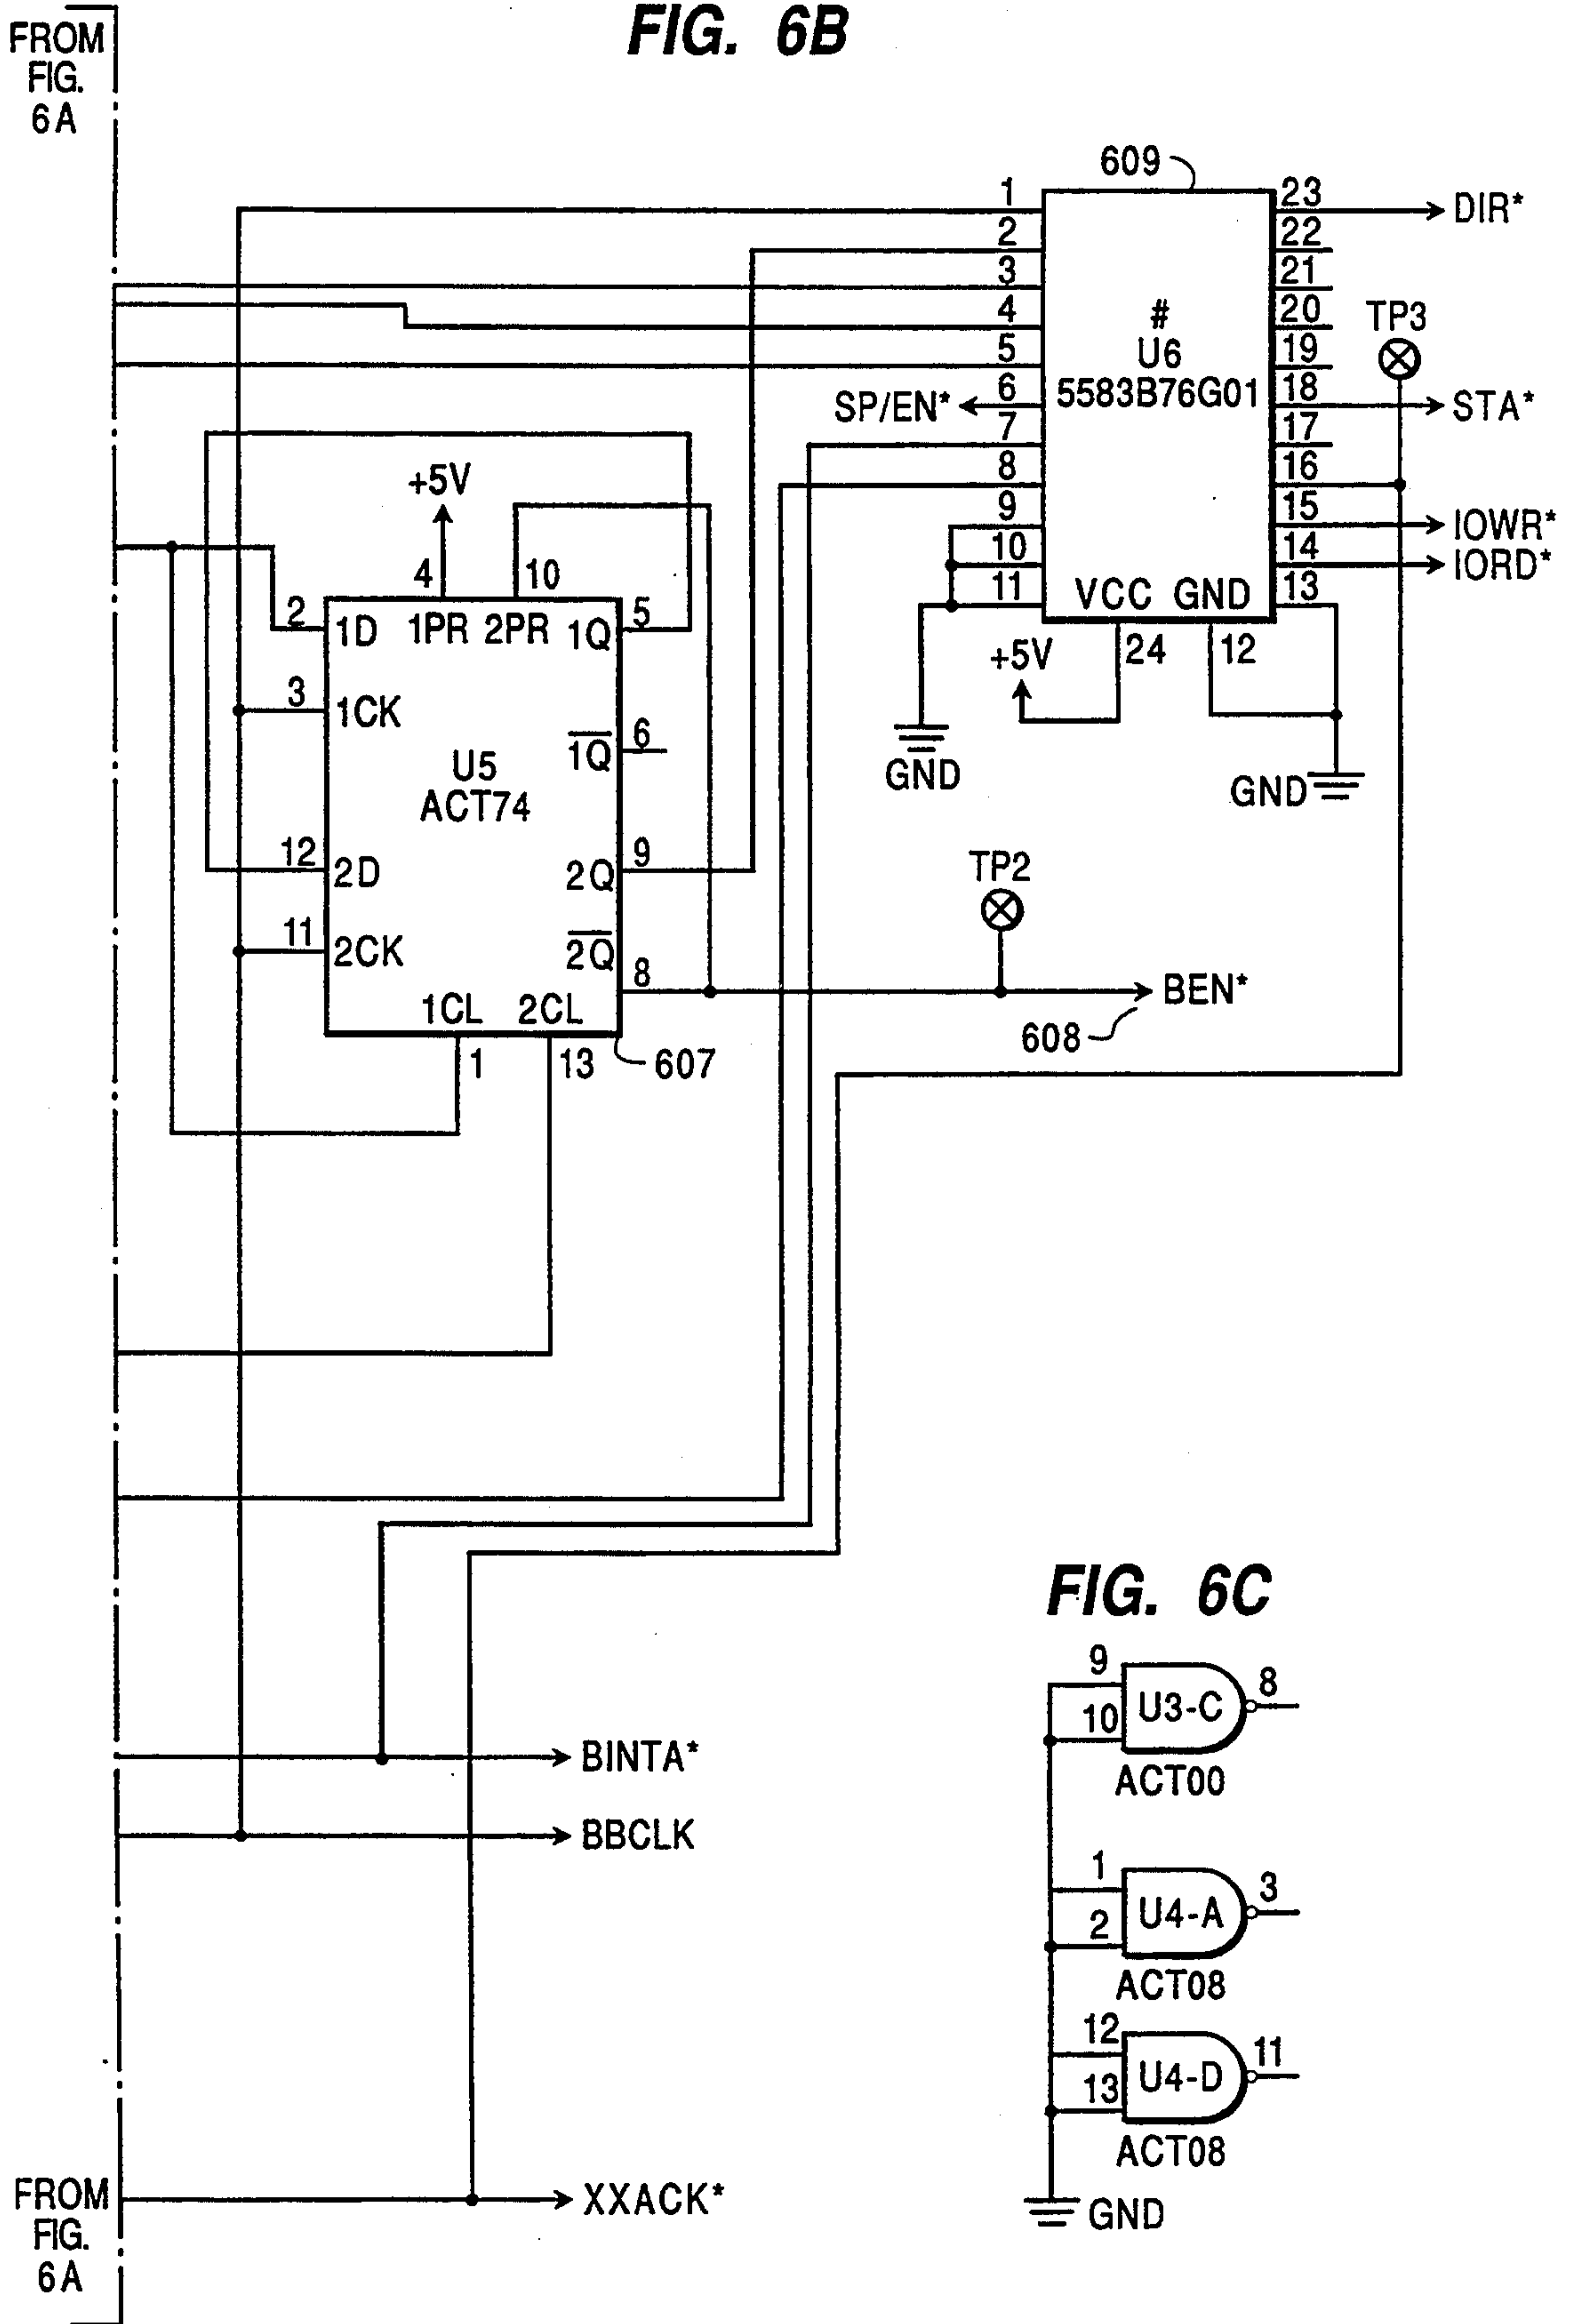 FIG. 6B
FROM
FIG.
6A
609
1
2
3
4
5
6
7
8
9
10
11
23
22
21
20
19
18
17
16
15
14
13
DIR*
TP3
#
U6
5583B76G01
SP/EN*
STA*
IOWR*
IORD*
VCC GND
+5V
24
12
GND
GND
+5V
4
10
2
1D
1PR
2PR
1Q
5
3
1CK
1Q̅
6
U5
ACT74
12
2D
2Q
9
11
2CK
2Q̅
8
1CL
2CL
1
13
607
TP2
BEN*
608
BINTA*
BBCLK
FROM
FIG.
6A
XXACK*
FIG. 6C
9
10
U3-C
8
ACT00
1
2
U4-A
3
ACT08
12
13
U4-D
11
ACT08
GND